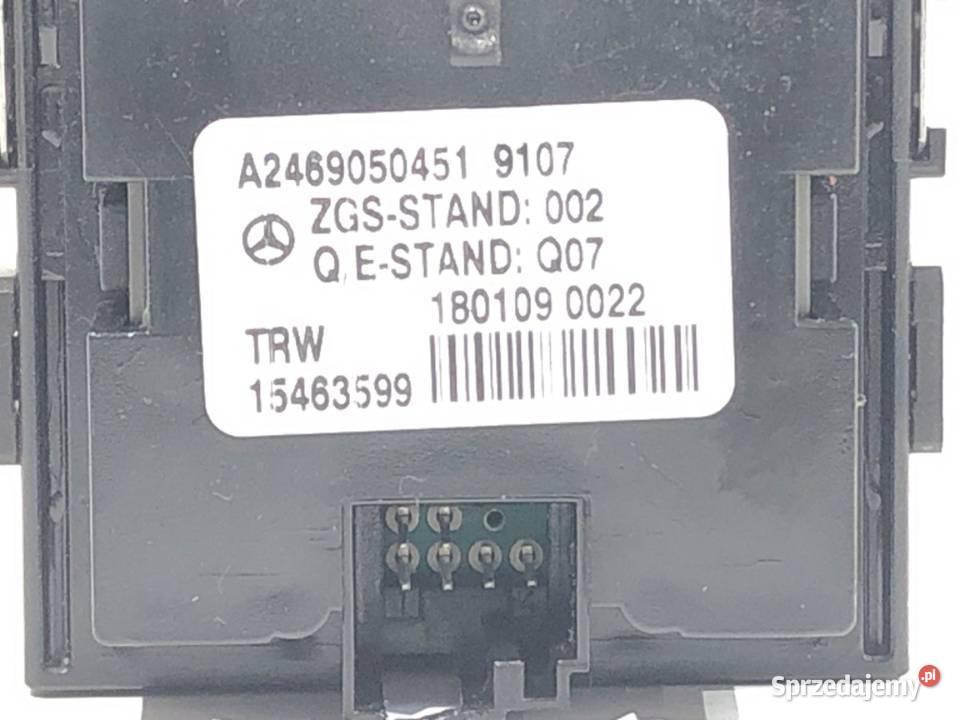 A2469050451 9107
ZGS-STAND: 002
Q/E-STAND: Q07
180109 0022
TRW
15463599
Sprzedajemy.pl